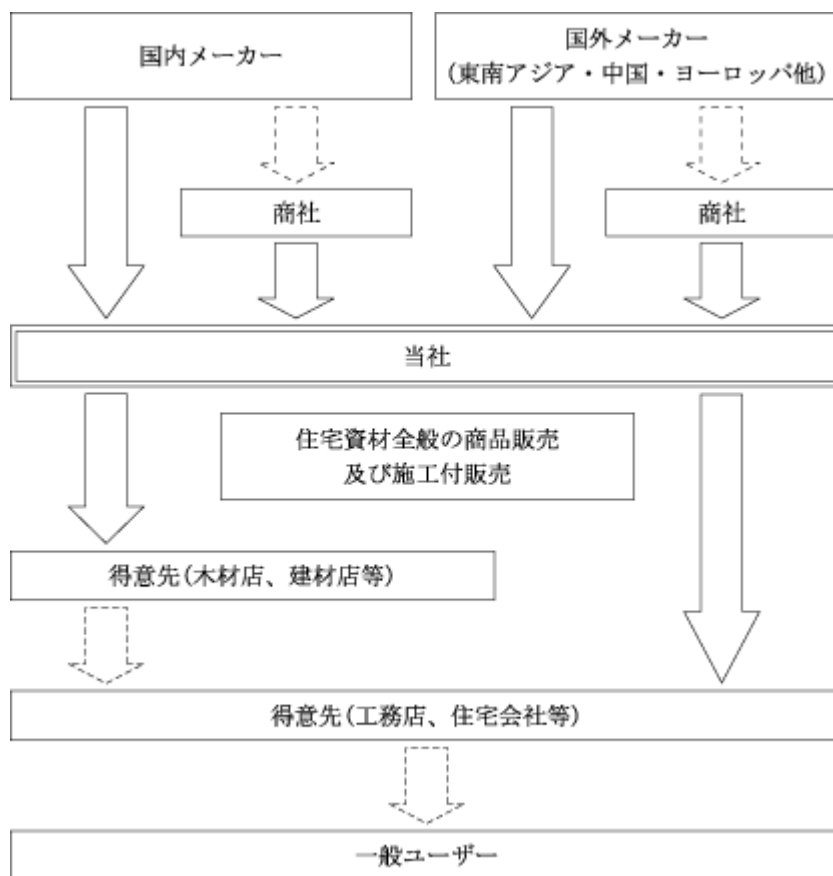 国内メーカー
国外メーカー
(東南アジア・中国・ヨーロッパ他)
商社
商社
当社
住宅資材全般の商品販売
及び施工付販売
得意先(木材店、建材店等)
得意先(工務店、住宅会社等)
一般ユーザー